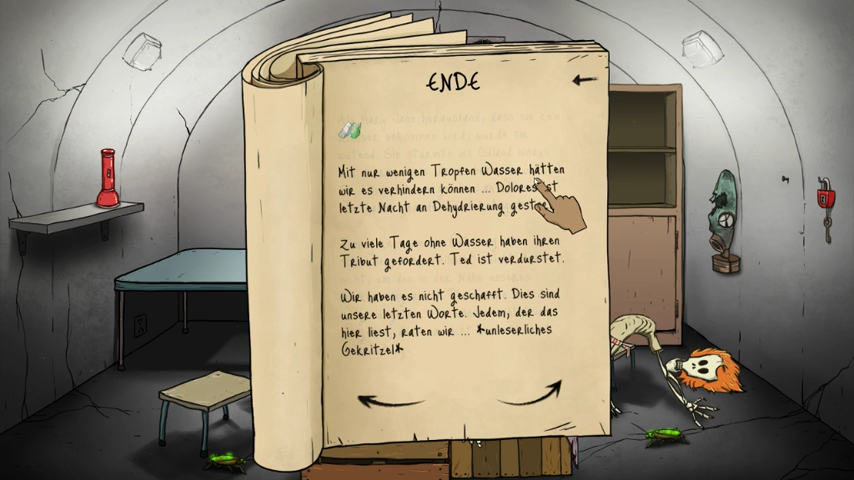 ENDE
Mit nur wenigen Tropfen Wasser hätten
wir es verhindern können ... Dolores ist
letzte Nacht an Dehydrierung
Zu viele Tage ohne Wasser haben ihren
Tribut gefordert. Ted ist verdurstet.
Wir haben es nicht geschafft. Dies sind
unsere letzten Worte. Jedem, der das
hier liest, raten wir ... *unleserliches
Gekritzel*